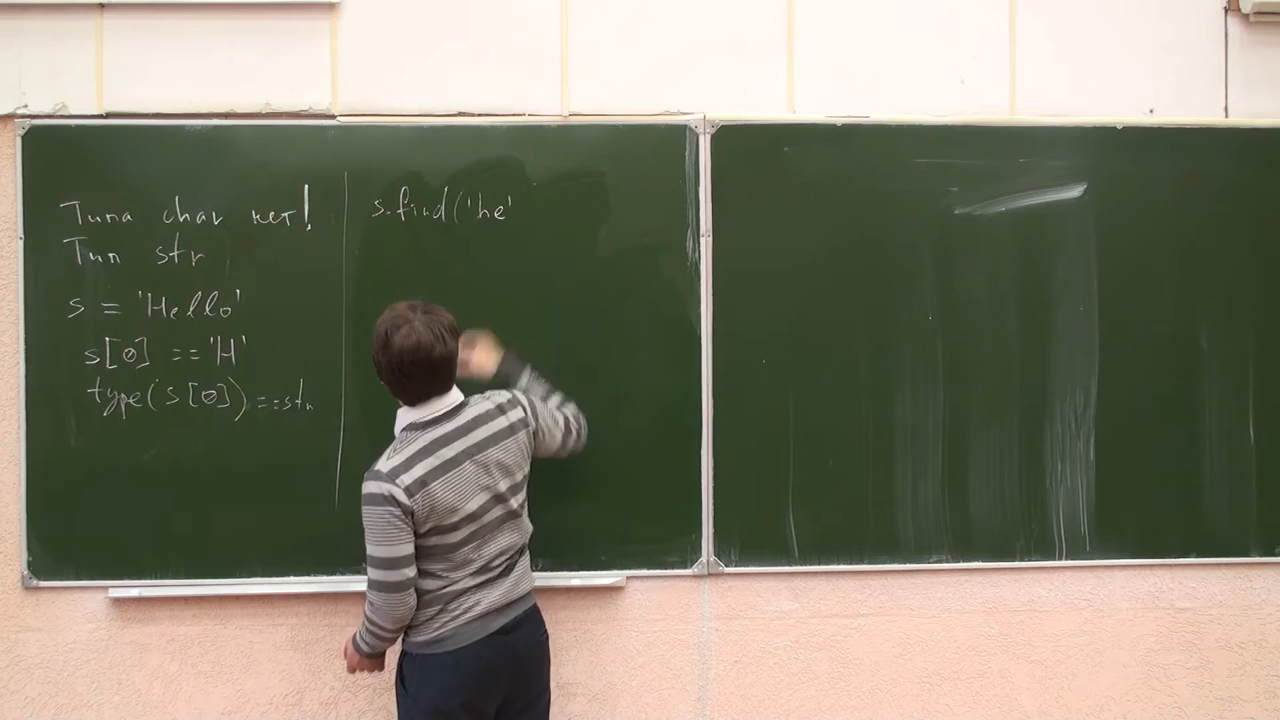 Типа char нет!
Тип str
s = 'Hello'
s[0] == 'H'
type(s[0]) == str
s.find('he'